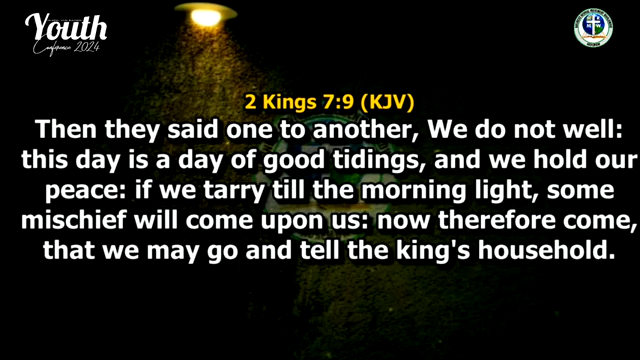 Youth
Conference 2024
2 Kings 7:9 (KJV)
Then they said one to another, We do not well:
this day is a day of good tidings, and we hold our
peace: if we tarry till the morning light, some
mischief will come upon us: now therefore come,
that we may go and tell the king's household.